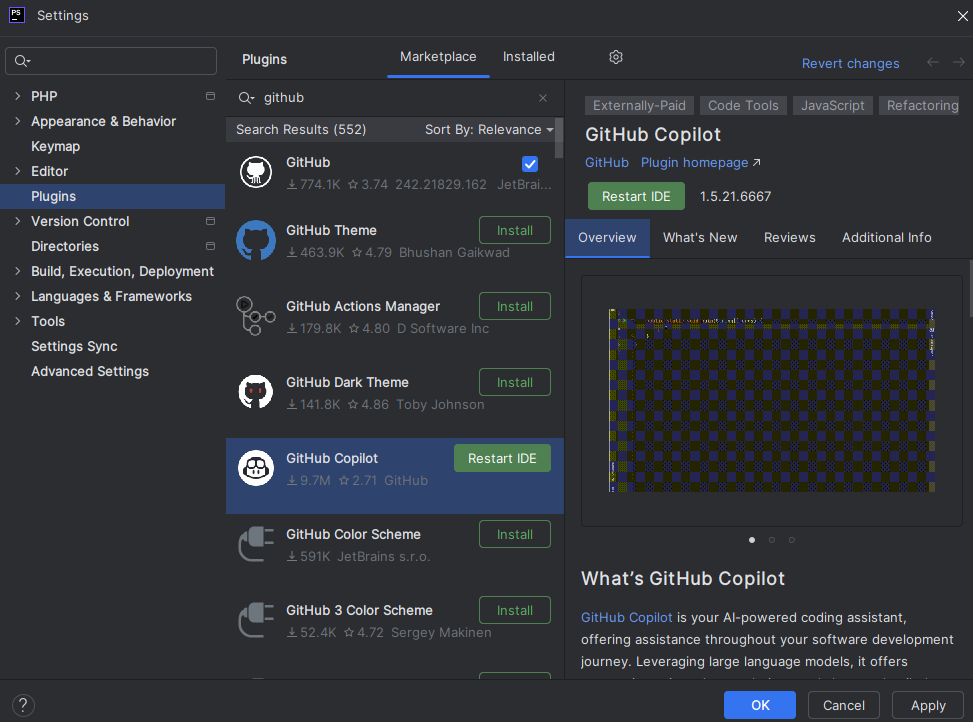 PS
Settings
Plugins
Marketplace
Installed
Revert changes
PHP
Appearance & Behavior
Keymap
Editor
Plugins
Version Control
Directories
Build, Execution, Deployment
Languages & Frameworks
Tools
Settings Sync
Advanced Settings
github
Search Results (552)
Sort By: Relevance
GitHub
774.1K 3.74 242.21829.162 JetBrai...
GitHub Theme
Install
463.9K 4.79 Bhushan Gaikwad
GitHub Actions Manager
Install
179.8K 4.80 D Software Inc
GitHub Dark Theme
Install
141.8K 4.86 Toby Johnson
GitHub Copilot
Restart IDE
9.7M 2.71 GitHub
GitHub Color Scheme
Install
591K JetBrains s.r.o.
GitHub 3 Color Scheme
Install
52.4K 4.72 Sergey Makinen
Externally-Paid
Code Tools
JavaScript
Refactoring
GitHub Copilot
GitHub Plugin homepage ↗
Restart IDE
1.5.21.6667
Overview
What's New
Reviews
Additional Info
What's GitHub Copilot
GitHub Copilot is your AI-powered coding assistant,
offering assistance throughout your software development
journey. Leveraging large language models, it offers
?
OK
Cancel
Apply